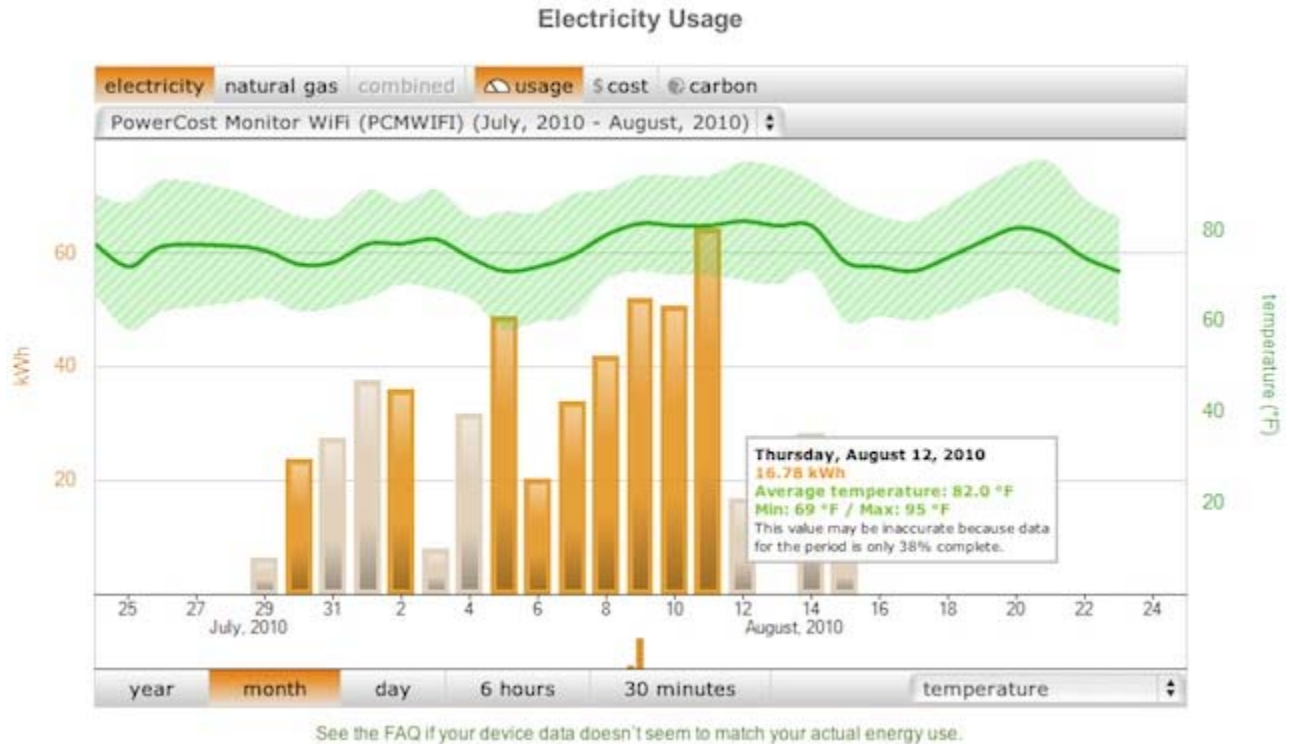 Electricity Usage
electricity natural gas combined usage $ cost carbon
PowerCost Monitor WiFi (PCMWIFI) (July, 2010 - August, 2010)
60
40
20
kWh
80
60
40
20
temperature (°F)
Thursday, August 12, 2010
16.78 kWh
Average temperature: 82.0 °F
Min: 69 °F / Max: 95 °F
This value may be inaccurate because data
for the period is only 38% complete.
25 27 29 31 2 4 6 8 10 12 14 16 18 20 22 24
July, 2010 August, 2010
year month day 6 hours 30 minutes temperature
See the FAQ if your device data doesn't seem to match your actual energy use.